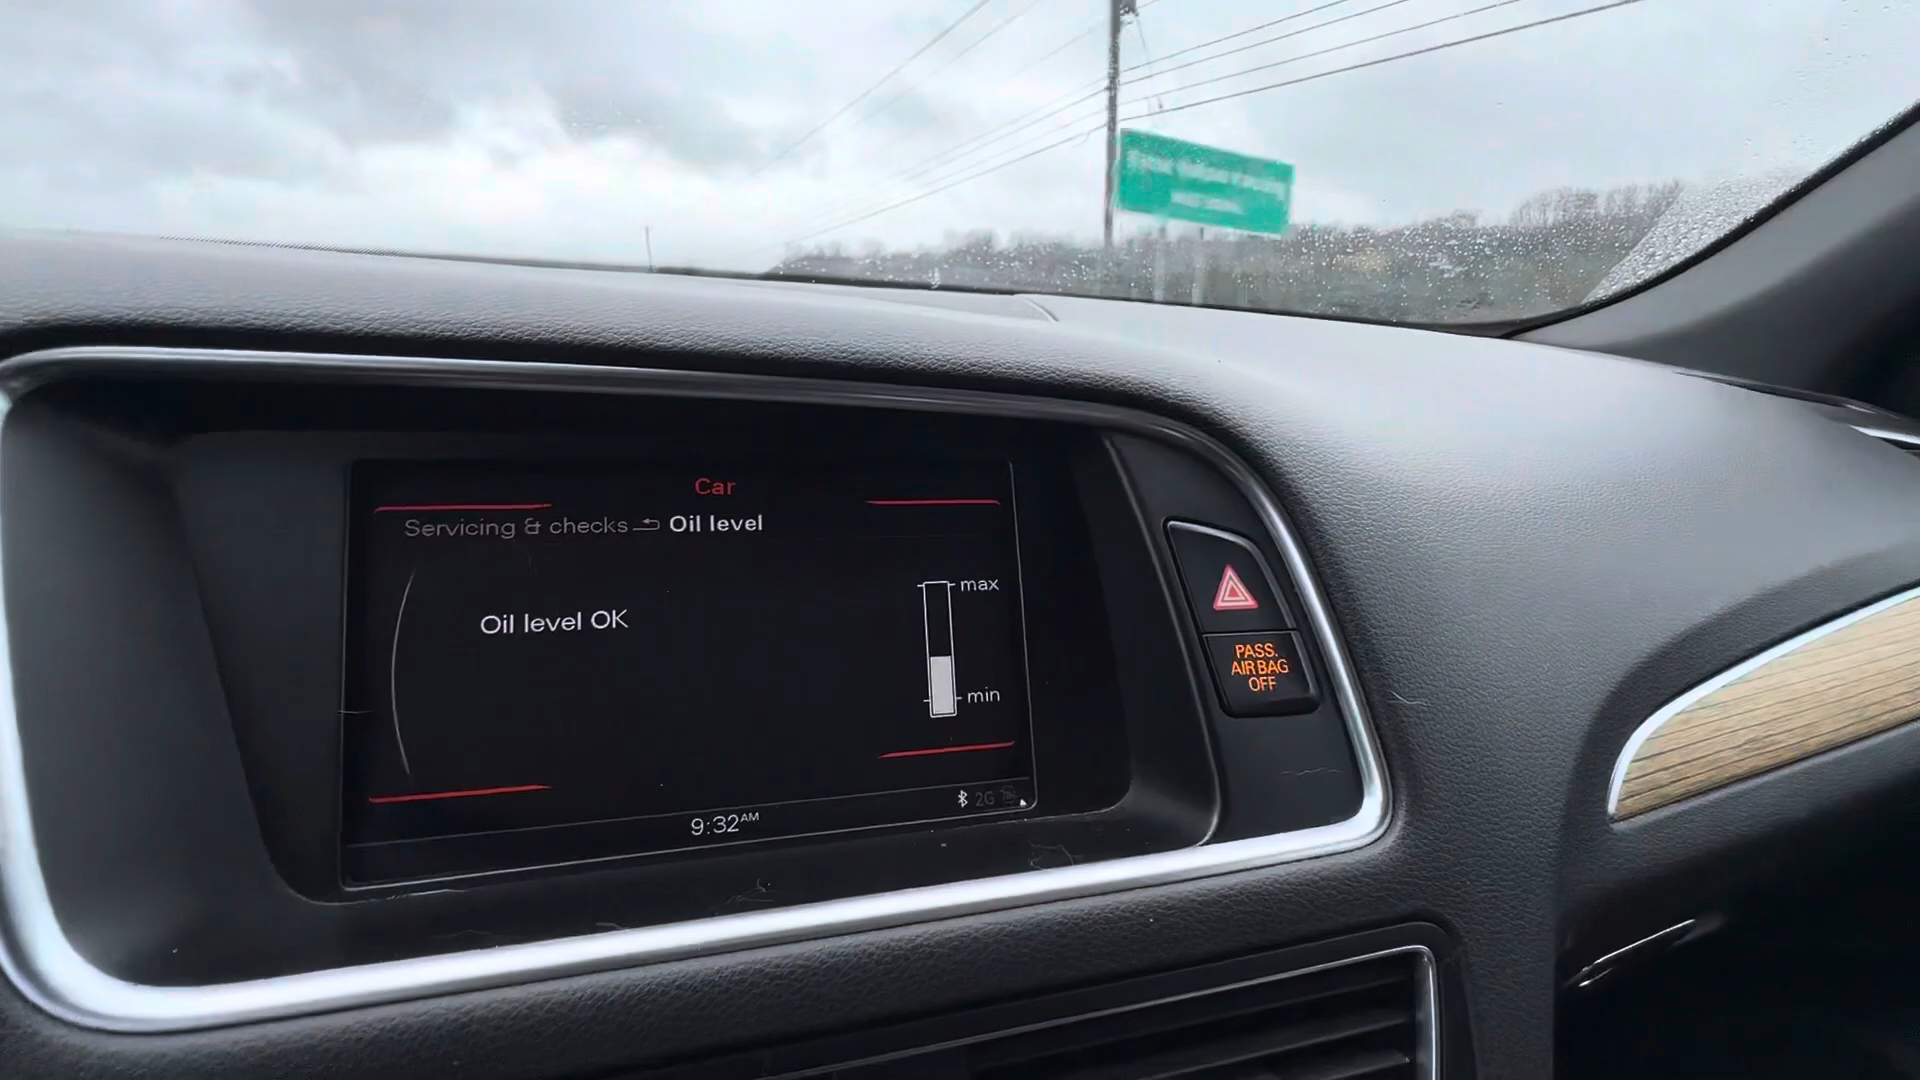 Car
Servicing & checks Oil level
max
Oil level OK
min
9:32AM
2G
PASS.
AIR BAG
OFF